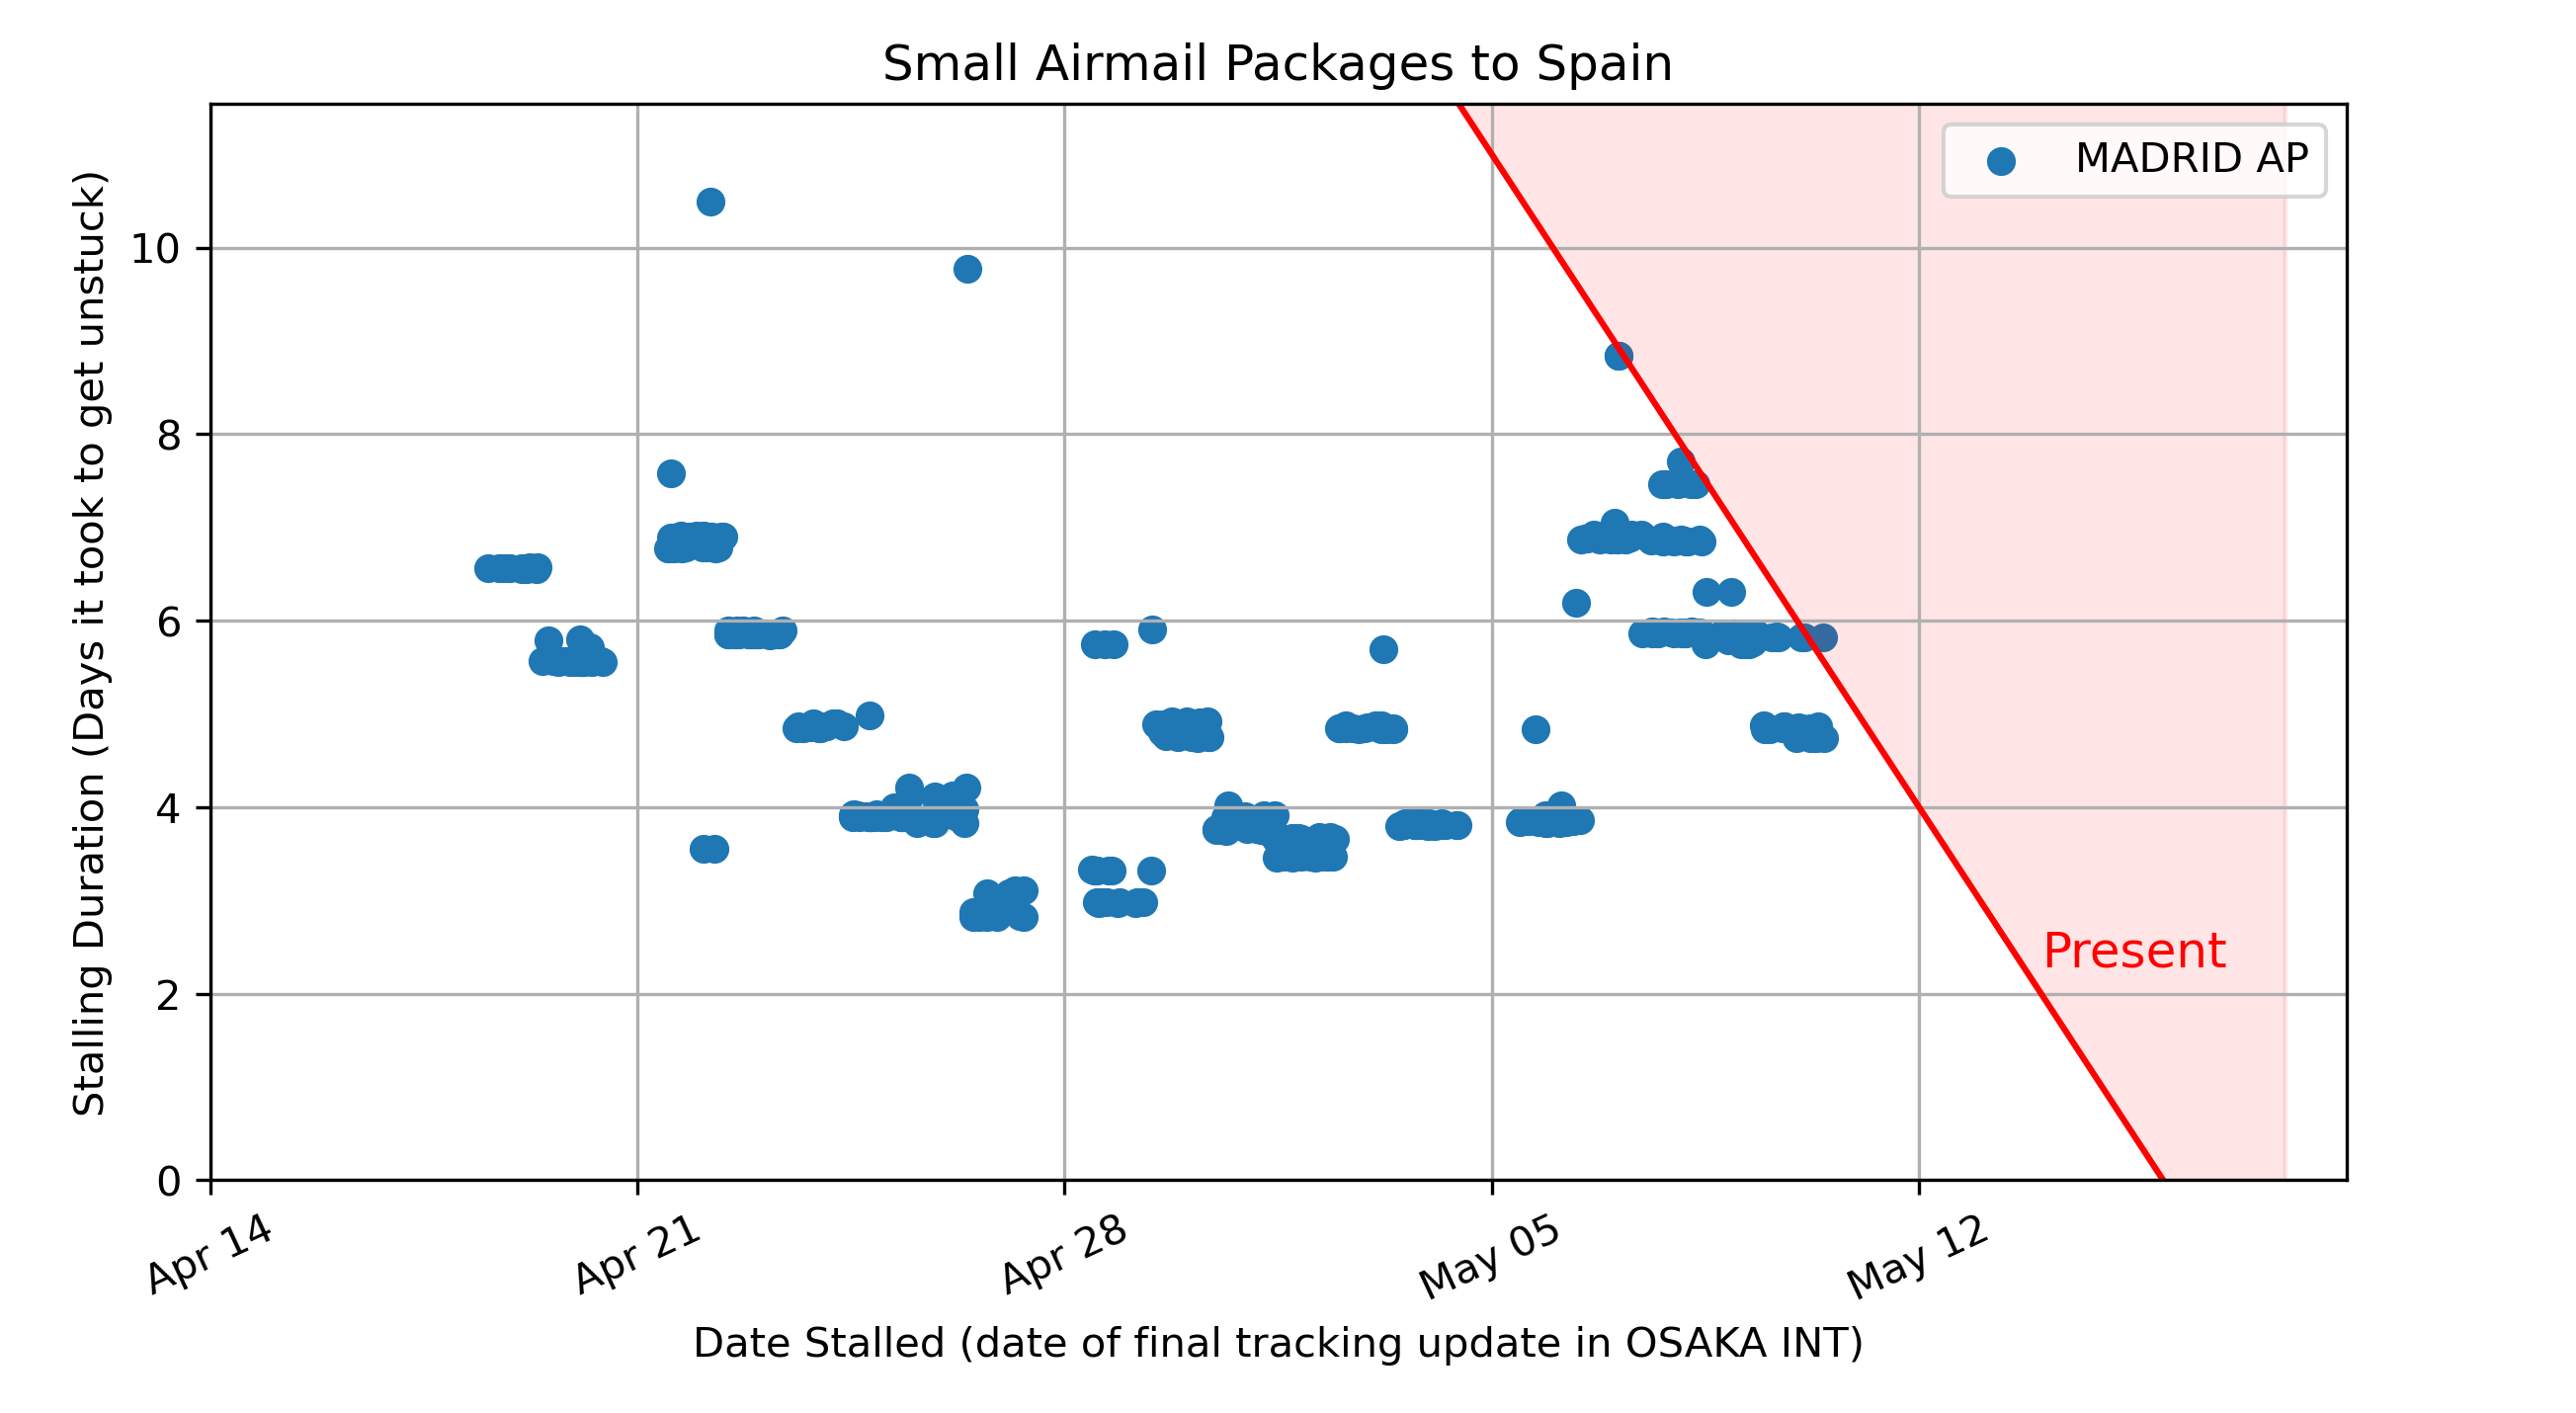 Small Airmail Packages to Spain
MADRID AP
Stalling Duration (Days it took to get unstuck)
10
8
6
4
2
0
Present
Apr 14
Apr 21
Apr 28
May 05
May 12
Date Stalled (date of final tracking update in OSAKA INT)